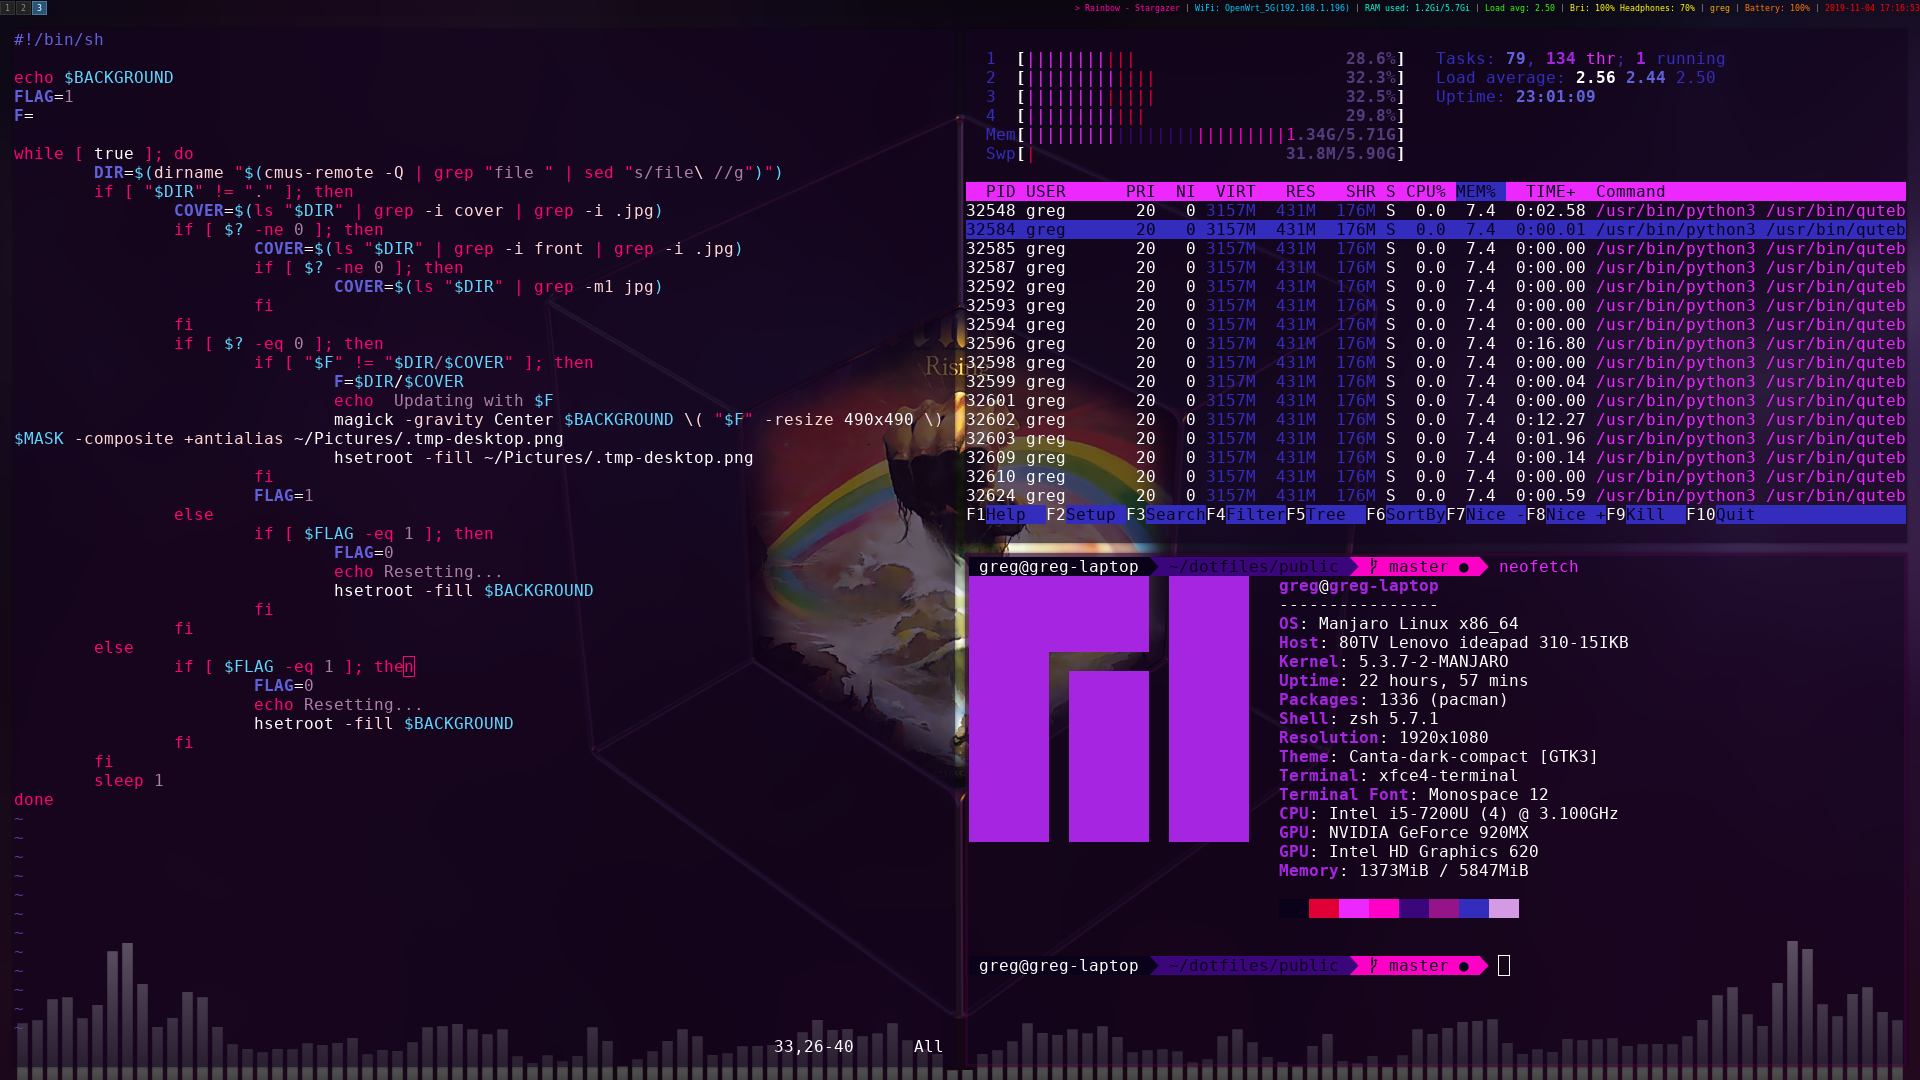 1 2 3
> Rainbow - Stargazer | WiFi: OpenWrt_5G(192.168.1.196) | RAM used: 1.2Gi/5.7Gi | Load avg: 2.50 | Bri: 100% Headphones: 70% | greg | Battery: 100% | 2019-11-04 17:16:53
#!/bin/sh
echo $BACKGROUND
FLAG=1
F=
while [ true ]; do
DIR=$(dirname "$(cmus-remote -Q | grep "file " | sed "s/file\ //g")")
if [ "$DIR" != "." ]; then
COVER=$(ls "$DIR" | grep -i cover | grep -i .jpg)
if [ $? -ne 0 ]; then
COVER=$(ls "$DIR" | grep -i front | grep -i .jpg)
if [ $? -ne 0 ]; then
COVER=$(ls "$DIR" | grep -m1 jpg)
fi
fi
if [ $? -eq 0 ]; then
if [ "$F" != "$DIR/$COVER" ]; then
F=$DIR/$COVER
echo  Updating with $F
magick -gravity Center $BACKGROUND \( "$F" -resize 490x490 \)
$MASK -composite +antialias ~/Pictures/.tmp-desktop.png
hsetroot -fill ~/Pictures/.tmp-desktop.png
fi
FLAG=1
else
if [ $FLAG -eq 1 ]; then
FLAG=0
echo Resetting...
hsetroot -fill $BACKGROUND
fi
fi
else
if [ $FLAG -eq 1 ]; then
FLAG=0
echo Resetting...
hsetroot -fill $BACKGROUND
fi
fi
sleep 1
done
~
~
~
~
~
~
~
~
~
~
~
~
33,26-40 All
Risi
1 [||||||||||| 28.6%] Tasks: 79, 134 thr; 1 running
2 [||||||||||||| 32.3%] Load average: 2.56 2.44 2.50
3 [||||||||||||| 32.5%] Uptime: 23:01:09
4 [|||||||||||| 29.8%]
Mem[||||||||||||||||||||||||||1.34G/5.71G]
Swp[| 31.8M/5.90G]
PID USER PRI NI VIRT RES SHR S CPU% MEM% TIME+ Command
32548 greg 20 0 3157M 431M 176M S 0.0 7.4 0:02.58 /usr/bin/python3 /usr/bin/quteb
32584 greg 20 0 3157M 431M 176M S 0.0 7.4 0:00.01 /usr/bin/python3 /usr/bin/quteb
32585 greg 20 0 3157M 431M 176M S 0.0 7.4 0:00.00 /usr/bin/python3 /usr/bin/quteb
32587 greg 20 0 3157M 431M 176M S 0.0 7.4 0:00.00 /usr/bin/python3 /usr/bin/quteb
32592 greg 20 0 3157M 431M 176M S 0.0 7.4 0:00.00 /usr/bin/python3 /usr/bin/quteb
32593 greg 20 0 3157M 431M 176M S 0.0 7.4 0:00.00 /usr/bin/python3 /usr/bin/quteb
32594 greg 20 0 3157M 431M 176M S 0.0 7.4 0:00.00 /usr/bin/python3 /usr/bin/quteb
32596 greg 20 0 3157M 431M 176M S 0.0 7.4 0:16.80 /usr/bin/python3 /usr/bin/quteb
32598 greg 20 0 3157M 431M 176M S 0.0 7.4 0:00.00 /usr/bin/python3 /usr/bin/quteb
32599 greg 20 0 3157M 431M 176M S 0.0 7.4 0:00.04 /usr/bin/python3 /usr/bin/quteb
32601 greg 20 0 3157M 431M 176M S 0.0 7.4 0:00.00 /usr/bin/python3 /usr/bin/quteb
32602 greg 20 0 3157M 431M 176M S 0.0 7.4 0:12.27 /usr/bin/python3 /usr/bin/quteb
32603 greg 20 0 3157M 431M 176M S 0.0 7.4 0:01.96 /usr/bin/python3 /usr/bin/quteb
32609 greg 20 0 3157M 431M 176M S 0.0 7.4 0:00.14 /usr/bin/python3 /usr/bin/quteb
32610 greg 20 0 3157M 431M 176M S 0.0 7.4 0:00.00 /usr/bin/python3 /usr/bin/quteb
32624 greg 20 0 3157M 431M 176M S 0.0 7.4 0:00.59 /usr/bin/python3 /usr/bin/quteb
F1Help F2Setup F3SearchF4FilterF5Tree F6SortByF7Nice -F8Nice +F9Kill F10Quit
greg@greg-laptop ~/dotfiles/public master ● neofetch
greg@greg-laptop
----------------
OS: Manjaro Linux x86_64
Host: 80TV Lenovo ideapad 310-15IKB
Kernel: 5.3.7-2-MANJARO
Uptime: 22 hours, 57 mins
Packages: 1336 (pacman)
Shell: zsh 5.7.1
Resolution: 1920x1080
Theme: Canta-dark-compact [GTK3]
Terminal: xfce4-terminal
Terminal Font: Monospace 12
CPU: Intel i5-7200U (4) @ 3.100GHz
GPU: NVIDIA GeForce 920MX
GPU: Intel HD Graphics 620
Memory: 1373MiB / 5847MiB
greg@greg-laptop ~/dotfiles/public master ●